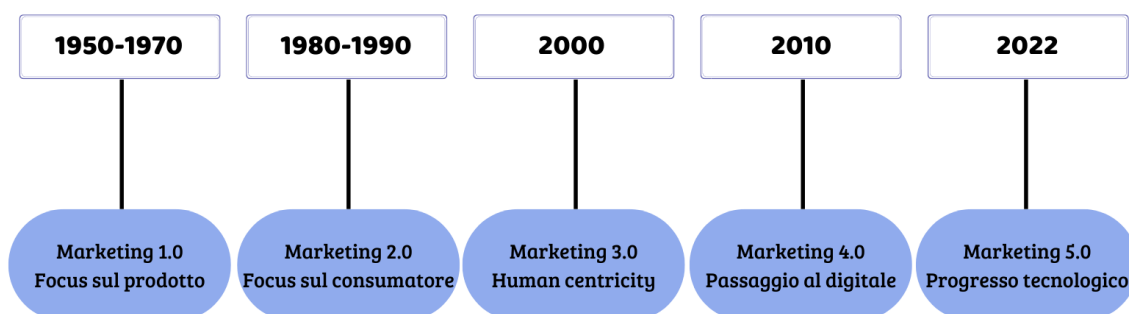 1950-1970
1980-1990
2000
2010
2022
Marketing 1.0
Focus sul prodotto
Marketing 2.0
Focus sul consumatore
Marketing 3.0
Human centricity
Marketing 4.0
Passaggio al digitale
Marketing 5.0
Progresso tecnologico